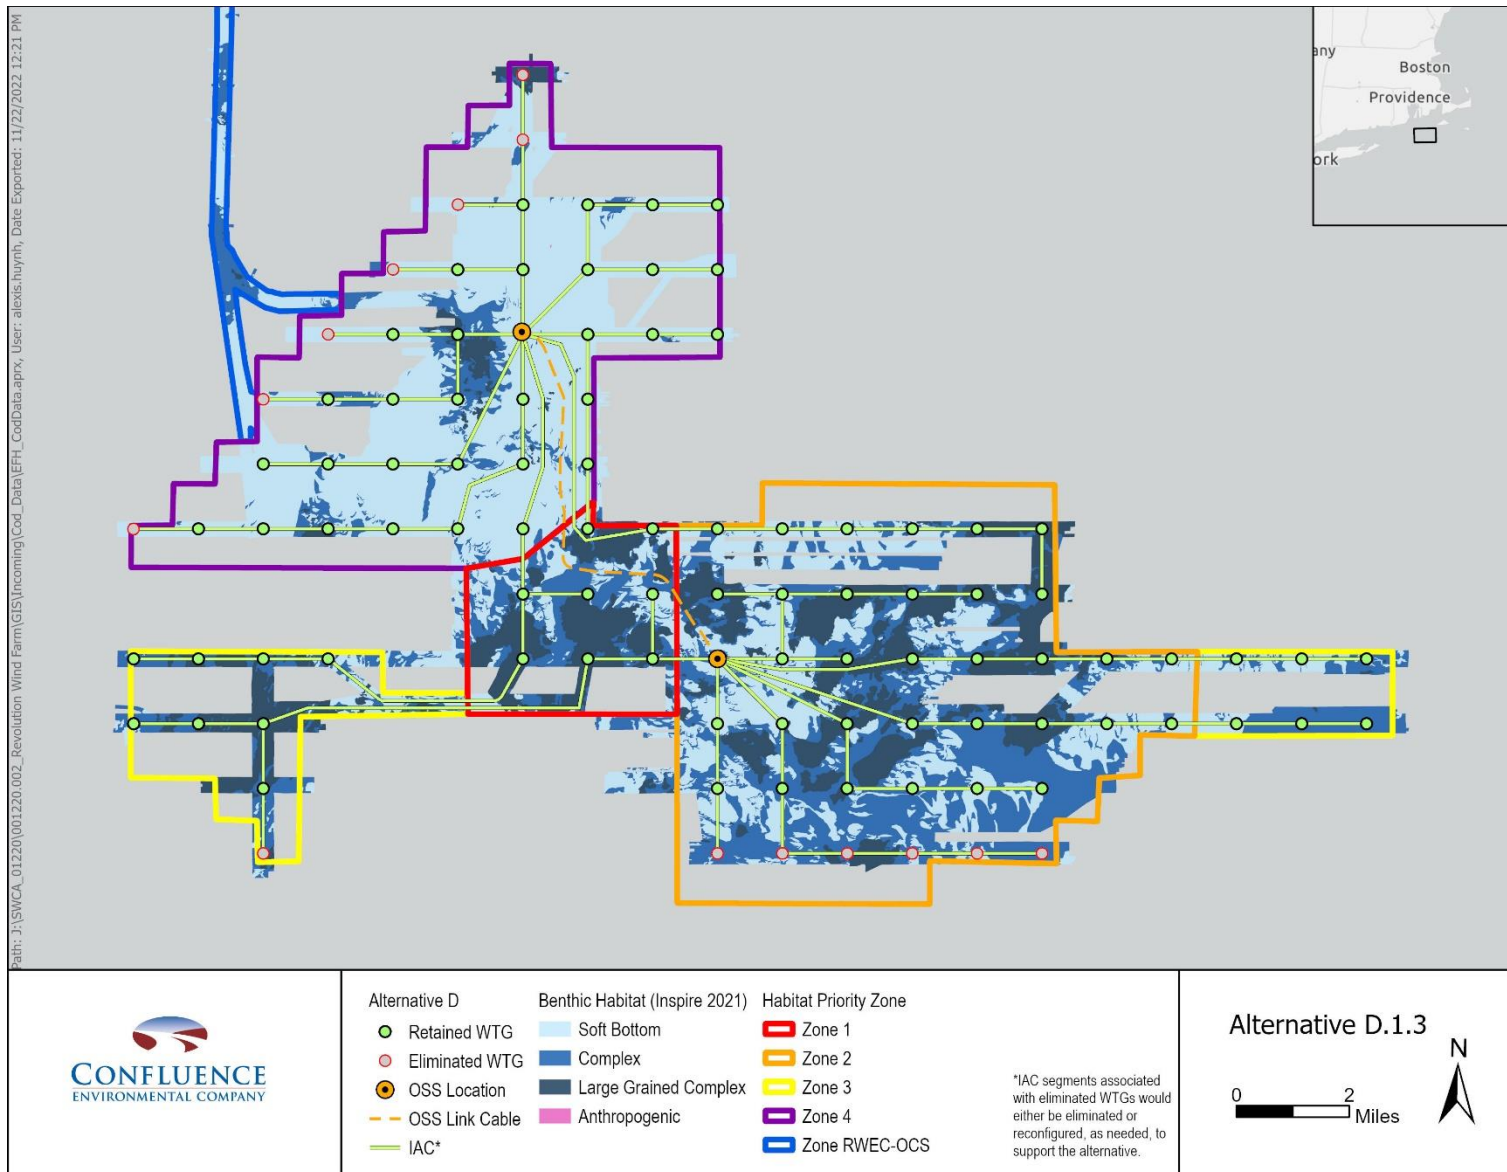 Path: J:\SWCA_01220\001220.002_Revolution Wind Farm\GIS\Incoming\Cod_Data\EFH_CodData.aprx, User: alexis.huynh, Date Exported: 11/22/2022 12:21 PM
any
Boston
Providence
ork
CONFLUENCE
ENVIRONMENTAL COMPANY
Alternative D
Retained WTG
Eliminated WTG
OSS Location
OSS Link Cable
IAC*
Benthic Habitat (Inspire 2021)
Soft Bottom
Complex
Large Grained Complex
Anthropogenic
Habitat Priority Zone
Zone 1
Zone 2
Zone 3
Zone 4
Zone RWEC-OCS
*IAC segments associated
with eliminated WTGs would
either be eliminated or
reconfigured, as needed, to
support the alternative.
Alternative D.1.3
N
0 2
Miles